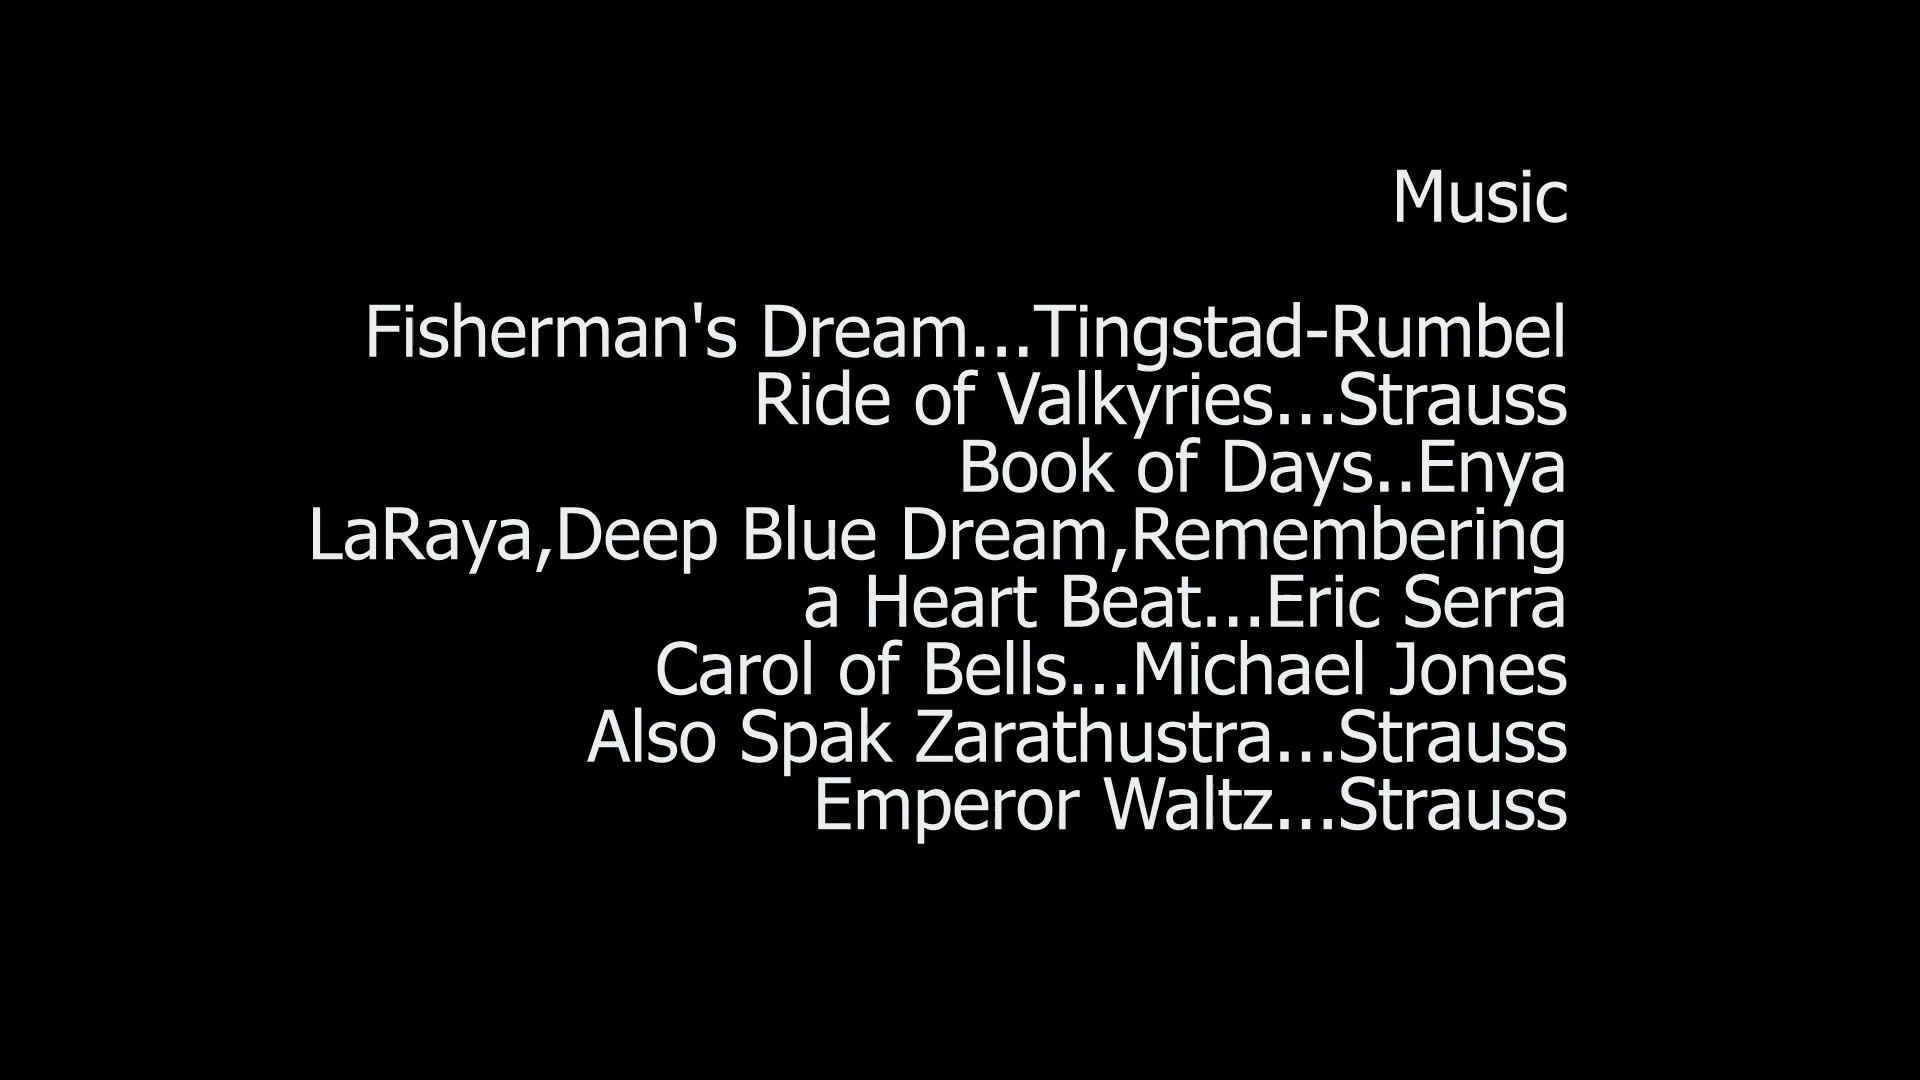 Music
Fisherman's Dream...Tingstad-Rumbel
Ride of Valkyries...Strauss
Book of Days..Enya
LaRaya,Deep Blue Dream,Remembering
a Heart Beat...Eric Serra
Carol of Bells...Michael Jones
Also Spak Zarathustra...Strauss
Emperor Waltz...Strauss